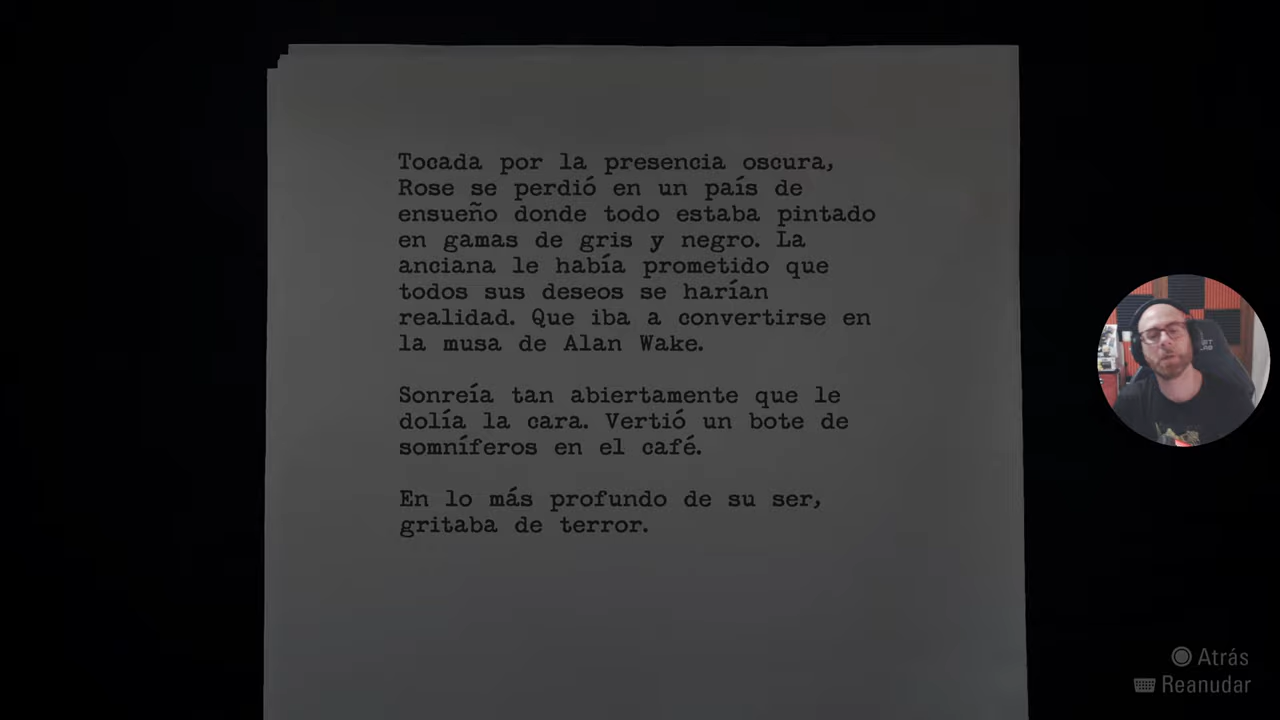 Tocada por la presencia oscura,
Rose se perdió en un país de
ensueño donde todo estaba pintado
en gamas de gris y negro. La
anciana le había prometido que
todos sus deseos se harían
realidad. Que iba a convertirse en
la musa de Alan Wake.
Sonreía tan abiertamente que le
dolía la cara. Vertió un bote de
somníferos en el café.
En lo más profundo de su ser,
gritaba de terror.
Atrás
Reanudar